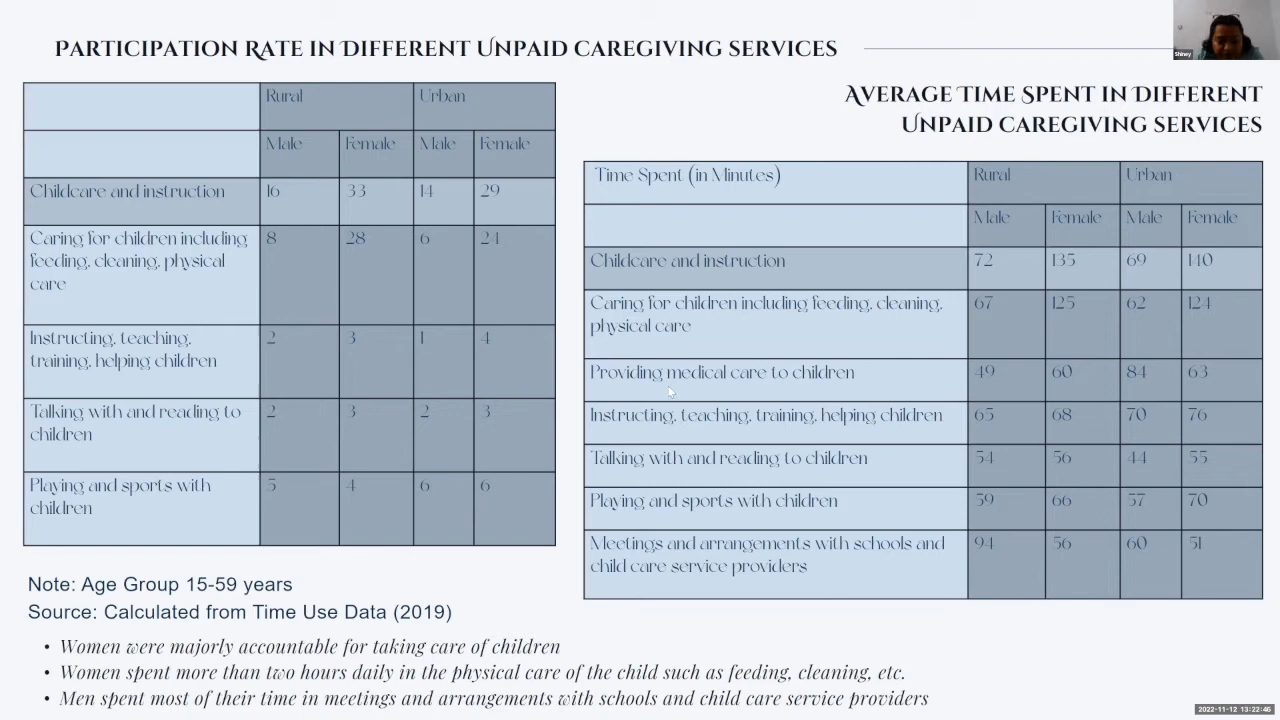 Participation Rate in Different Unpaid caregiving services
Shiney
Rural Urban
Male Female Male Female
Childcare and instruction 16 33 14 29
Caring for children including 8 28 6 24
feeding, cleaning, physical
care
Instructing, teaching, 2 3 1 4
training, helping children
Talking with and reading to 2 3 2 3
children
Playing and sports with 5 4 6 6
children
Average Time Spent in Different
Unpaid caregiving services
Time Spent (in Minutes) Rural Urban
Male Female Male Female
Childcare and instruction 72 135 69 140
Caring for children including feeding, cleaning, 67 125 62 124
physical care
Providing medical care to children 49 60 84 63
Instructing, teaching, training, helping children 65 68 70 76
Talking with and reading to children 54 56 44 55
Playing and sports with children 59 66 57 70
Meetings and arrangements with schools and 94 56 60 51
child care service providers
Note: Age Group 15-59 years
Source: Calculated from Time Use Data (2019)
• Women were majorly accountable for taking care of children
• Women spent more than two hours daily in the physical care of the child such as feeding, cleaning, etc.
• Men spent most of their time in meetings and arrangements with schools and child care service providers
2022-11-12 13:22:45